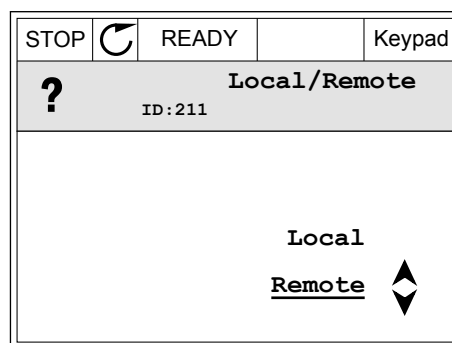 STOP READY Keypad
? Local/Remote
ID:211
Local
Remote